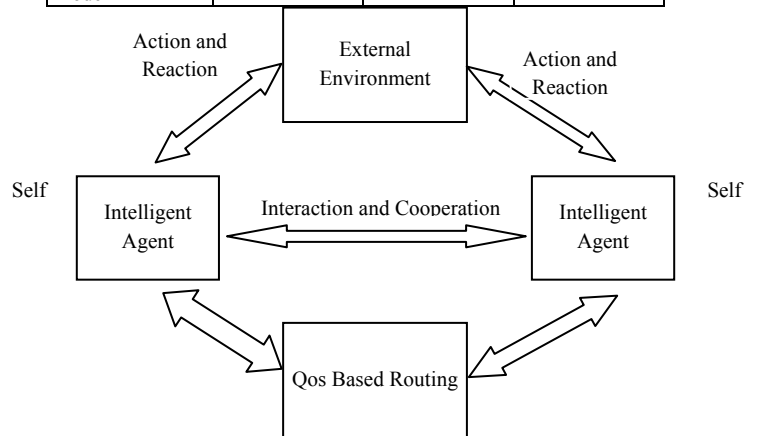 External
Environment
Action and
Reaction
Action and
Reaction
Self
Intelligent
Agent
Interaction and Cooperation
Intelligent
Agent
Self
Qos Based Routing